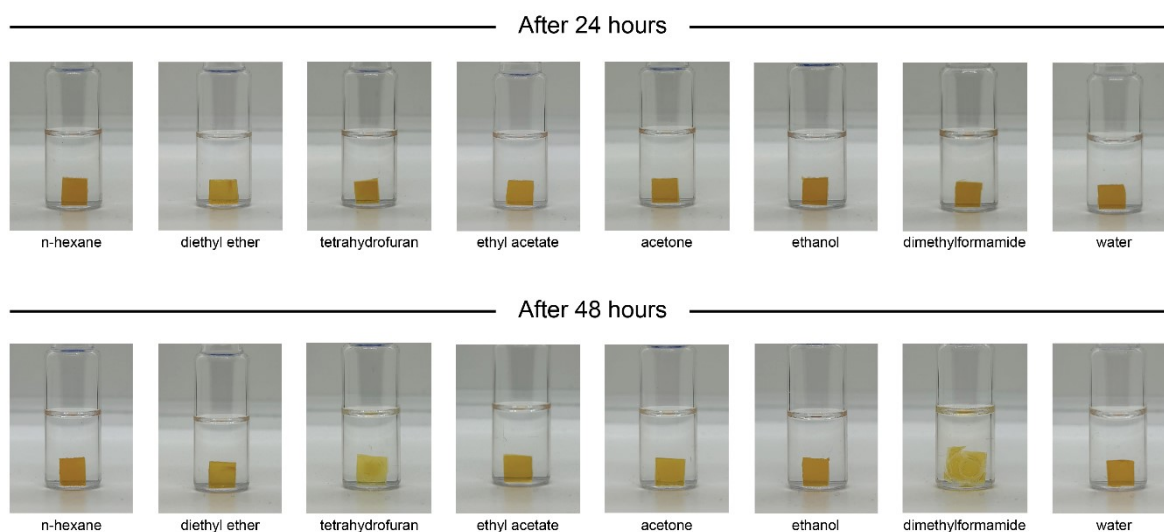 After 24 hours
n-hexane
diethyl ether
tetrahydrofuran
ethyl acetate
acetone
ethanol
dimethylformamide
water
After 48 hours
n-hexane
diethyl ether
tetrahydrofuran
ethyl acetate
acetone
ethanol
dimethylformamide
water